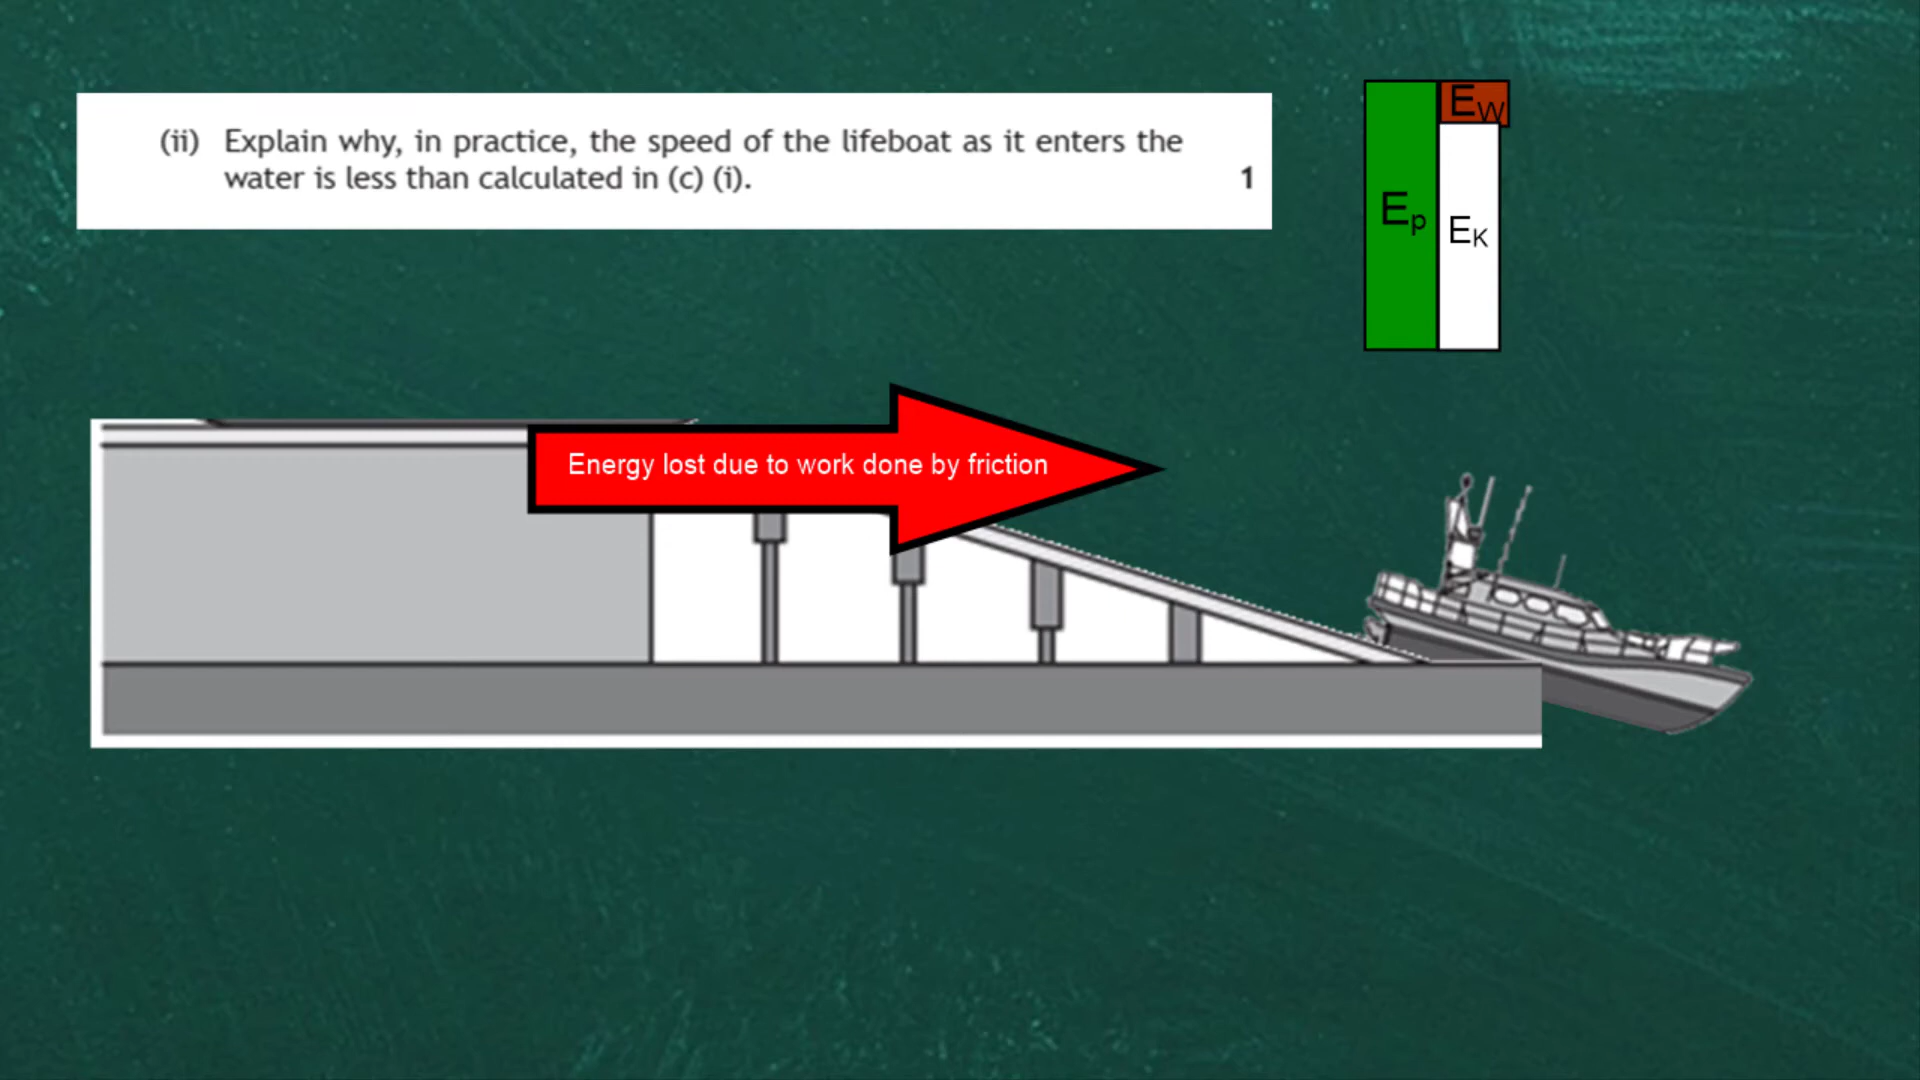 (ii) Explain why, in practice, the speed of the lifeboat as it enters the
water is less than calculated in (c) (i). 1
Ep
EW
EK
Energy lost due to work done by friction